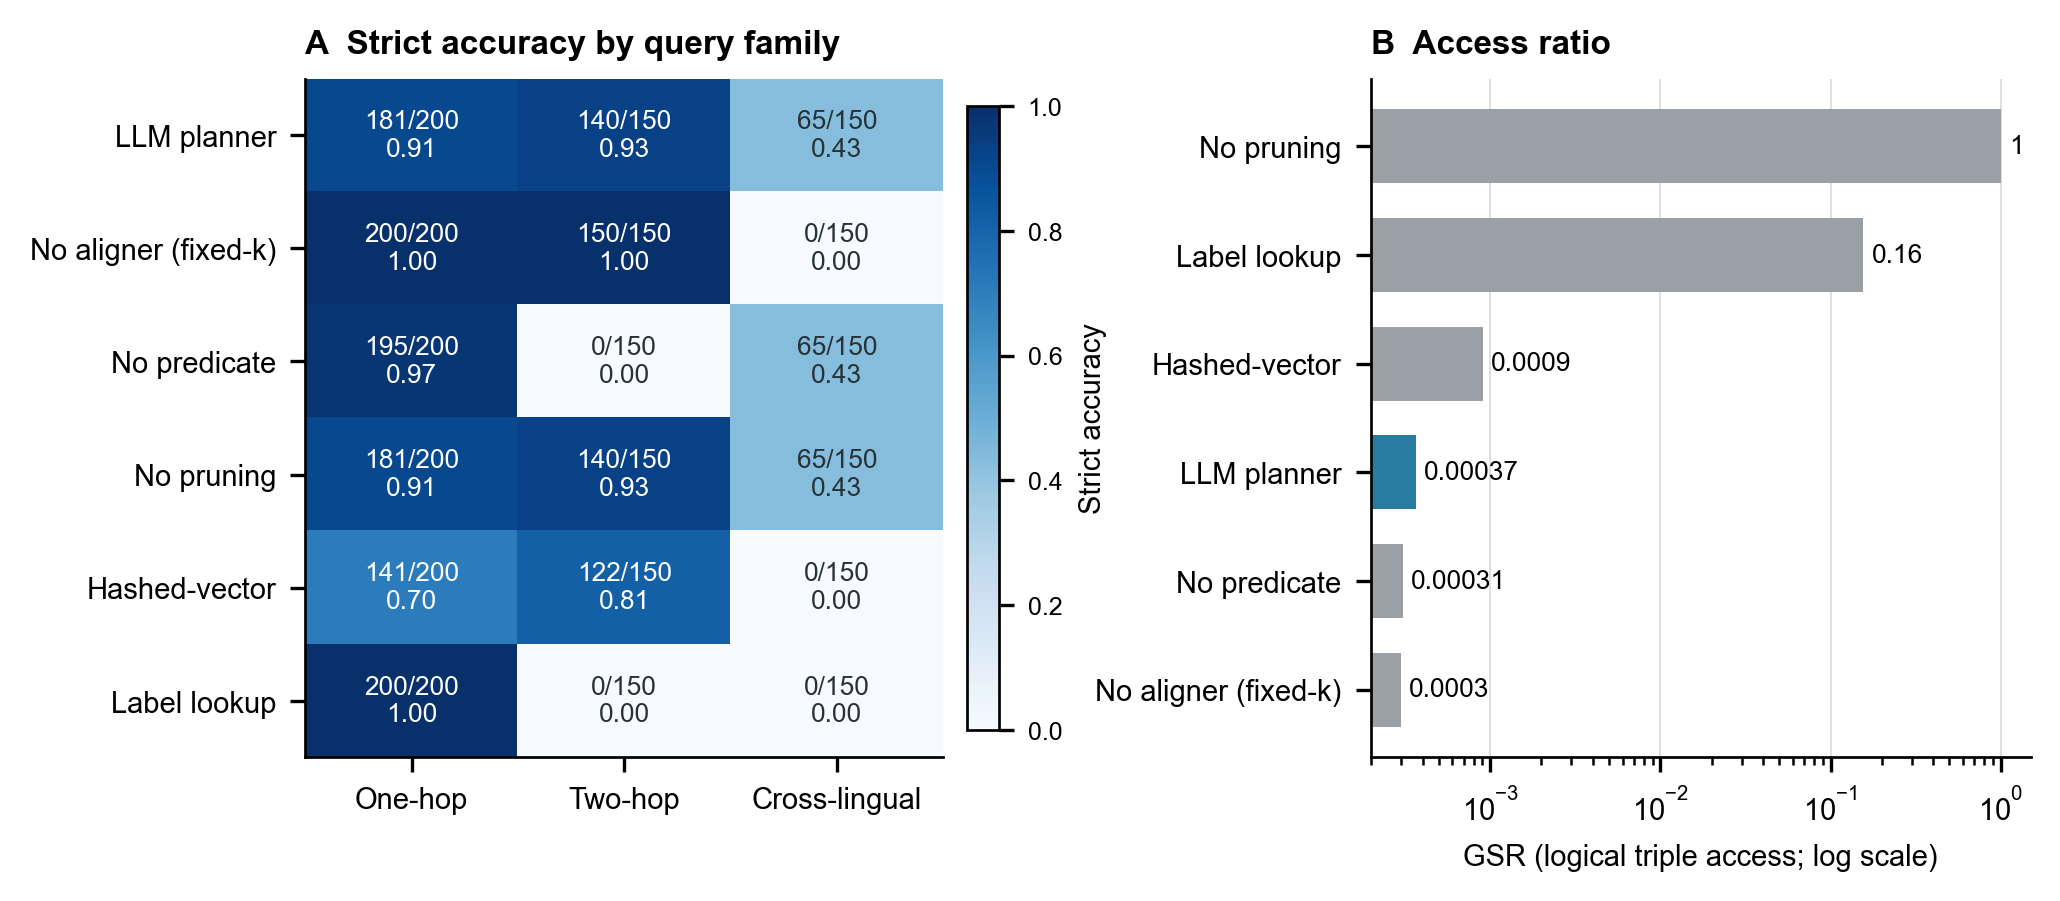 A Strict accuracy by query family
LLM planner
181/200
0.91
140/150
0.93
65/150
0.43
No aligner (fixed-k)
200/200
1.00
150/150
1.00
0/150
0.00
No predicate
195/200
0.97
0/150
0.00
65/150
0.43
No pruning
181/200
0.91
140/150
0.93
65/150
0.43
Hashed-vector
141/200
0.70
122/150
0.81
0/150
0.00
Label lookup
200/200
1.00
0/150
0.00
0/150
0.00
One-hop
Two-hop
Cross-lingual
1.0
0.8
0.6
0.4
0.2
0.0
Strict accuracy
B Access ratio
No pruning
1
Label lookup
0.16
Hashed-vector
0.0009
LLM planner
0.00037
No predicate
0.00031
No aligner (fixed-k)
0.0003
10⁻³
10⁻²
10⁻¹
10⁰
GSR (logical triple access; log scale)